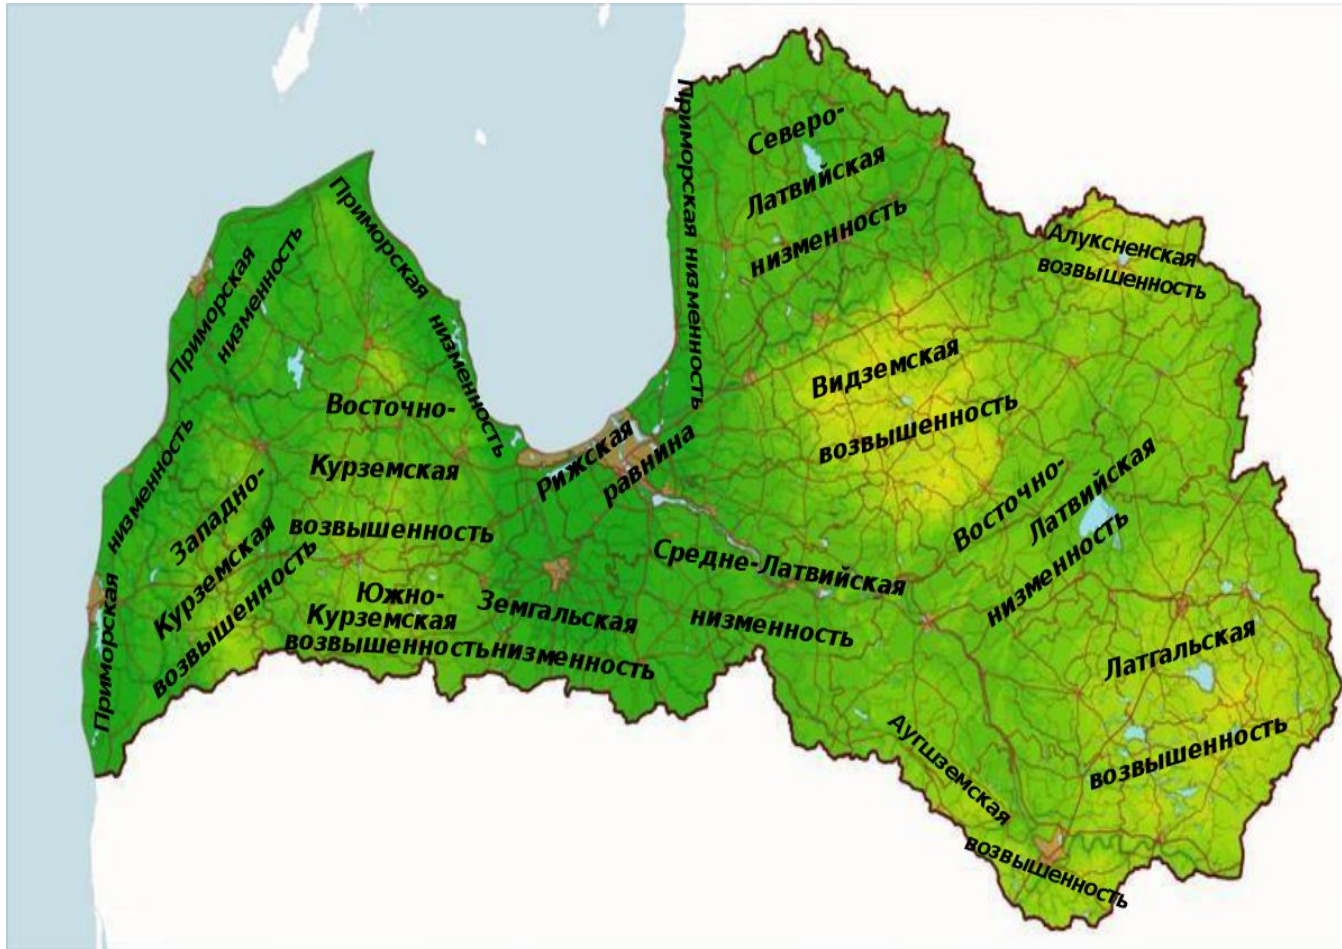 Северо-
Латвийская
низменность
Приморская низменность
Алуксненская
возвышенность
Приморская
низменность
Приморская низменность
Видземская
возвышенность
Восточно-
Курземская
возвышенность
Рижская
равнина
Приморская низменность
Западно-
Курземская
возвышенность
Восточно-
Латвийская
низменность
Средне-Латвийская
низменность
Южно-
Курземская
возвышенность
Земгальская
низменность
Латгальская
возвышенность
Аугшземская
возвышенность